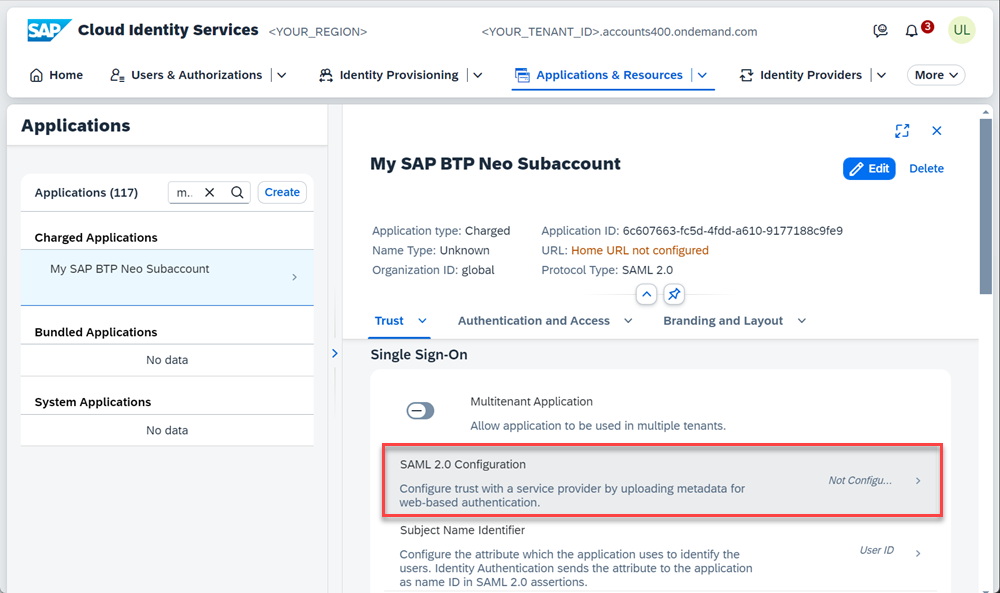 SAP Cloud Identity Services <YOUR_REGION> <YOUR_TENANT_ID>.accounts400.ondemand.com 3 UL
Home Users & Authorizations Identity Provisioning Applications & Resources Identity Providers More
Applications
Applications (117) m.. Create
Charged Applications
My SAP BTP Neo Subaccount
Bundled Applications
No data
System Applications
No data
My SAP BTP Neo Subaccount
Edit Delete
Application type: Charged
Name Type: Unknown
Organization ID: global
Application ID: 6c607663-fc5d-4fdd-a610-9177188c9fe9
URL: Home URL not configured
Protocol Type: SAML 2.0
Trust Authentication and Access Branding and Layout
Single Sign-On
Multitenant Application
Allow application to be used in multiple tenants.
SAML 2.0 Configuration
Configure trust with a service provider by uploading metadata for
web-based authentication.
Not Configu...
Subject Name Identifier
Configure the attribute which the application uses to identify the
users. Identity Authentication sends the attribute to the application
as name ID in SAML 2.0 assertions.
User ID